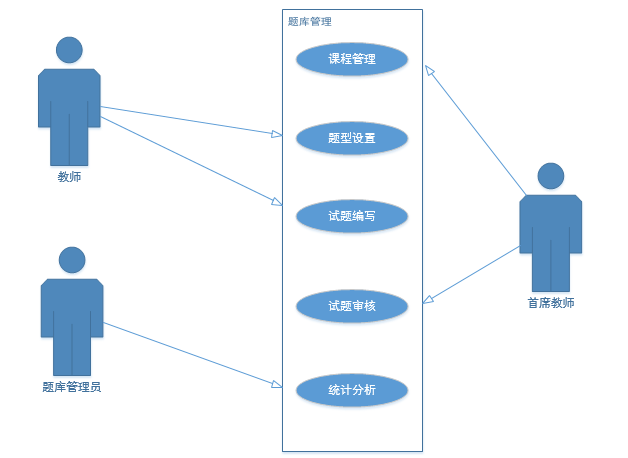 题库管理
课程管理
题型设置
教师
试题编写
首席教师
试题审核
题库管理员
统计分析